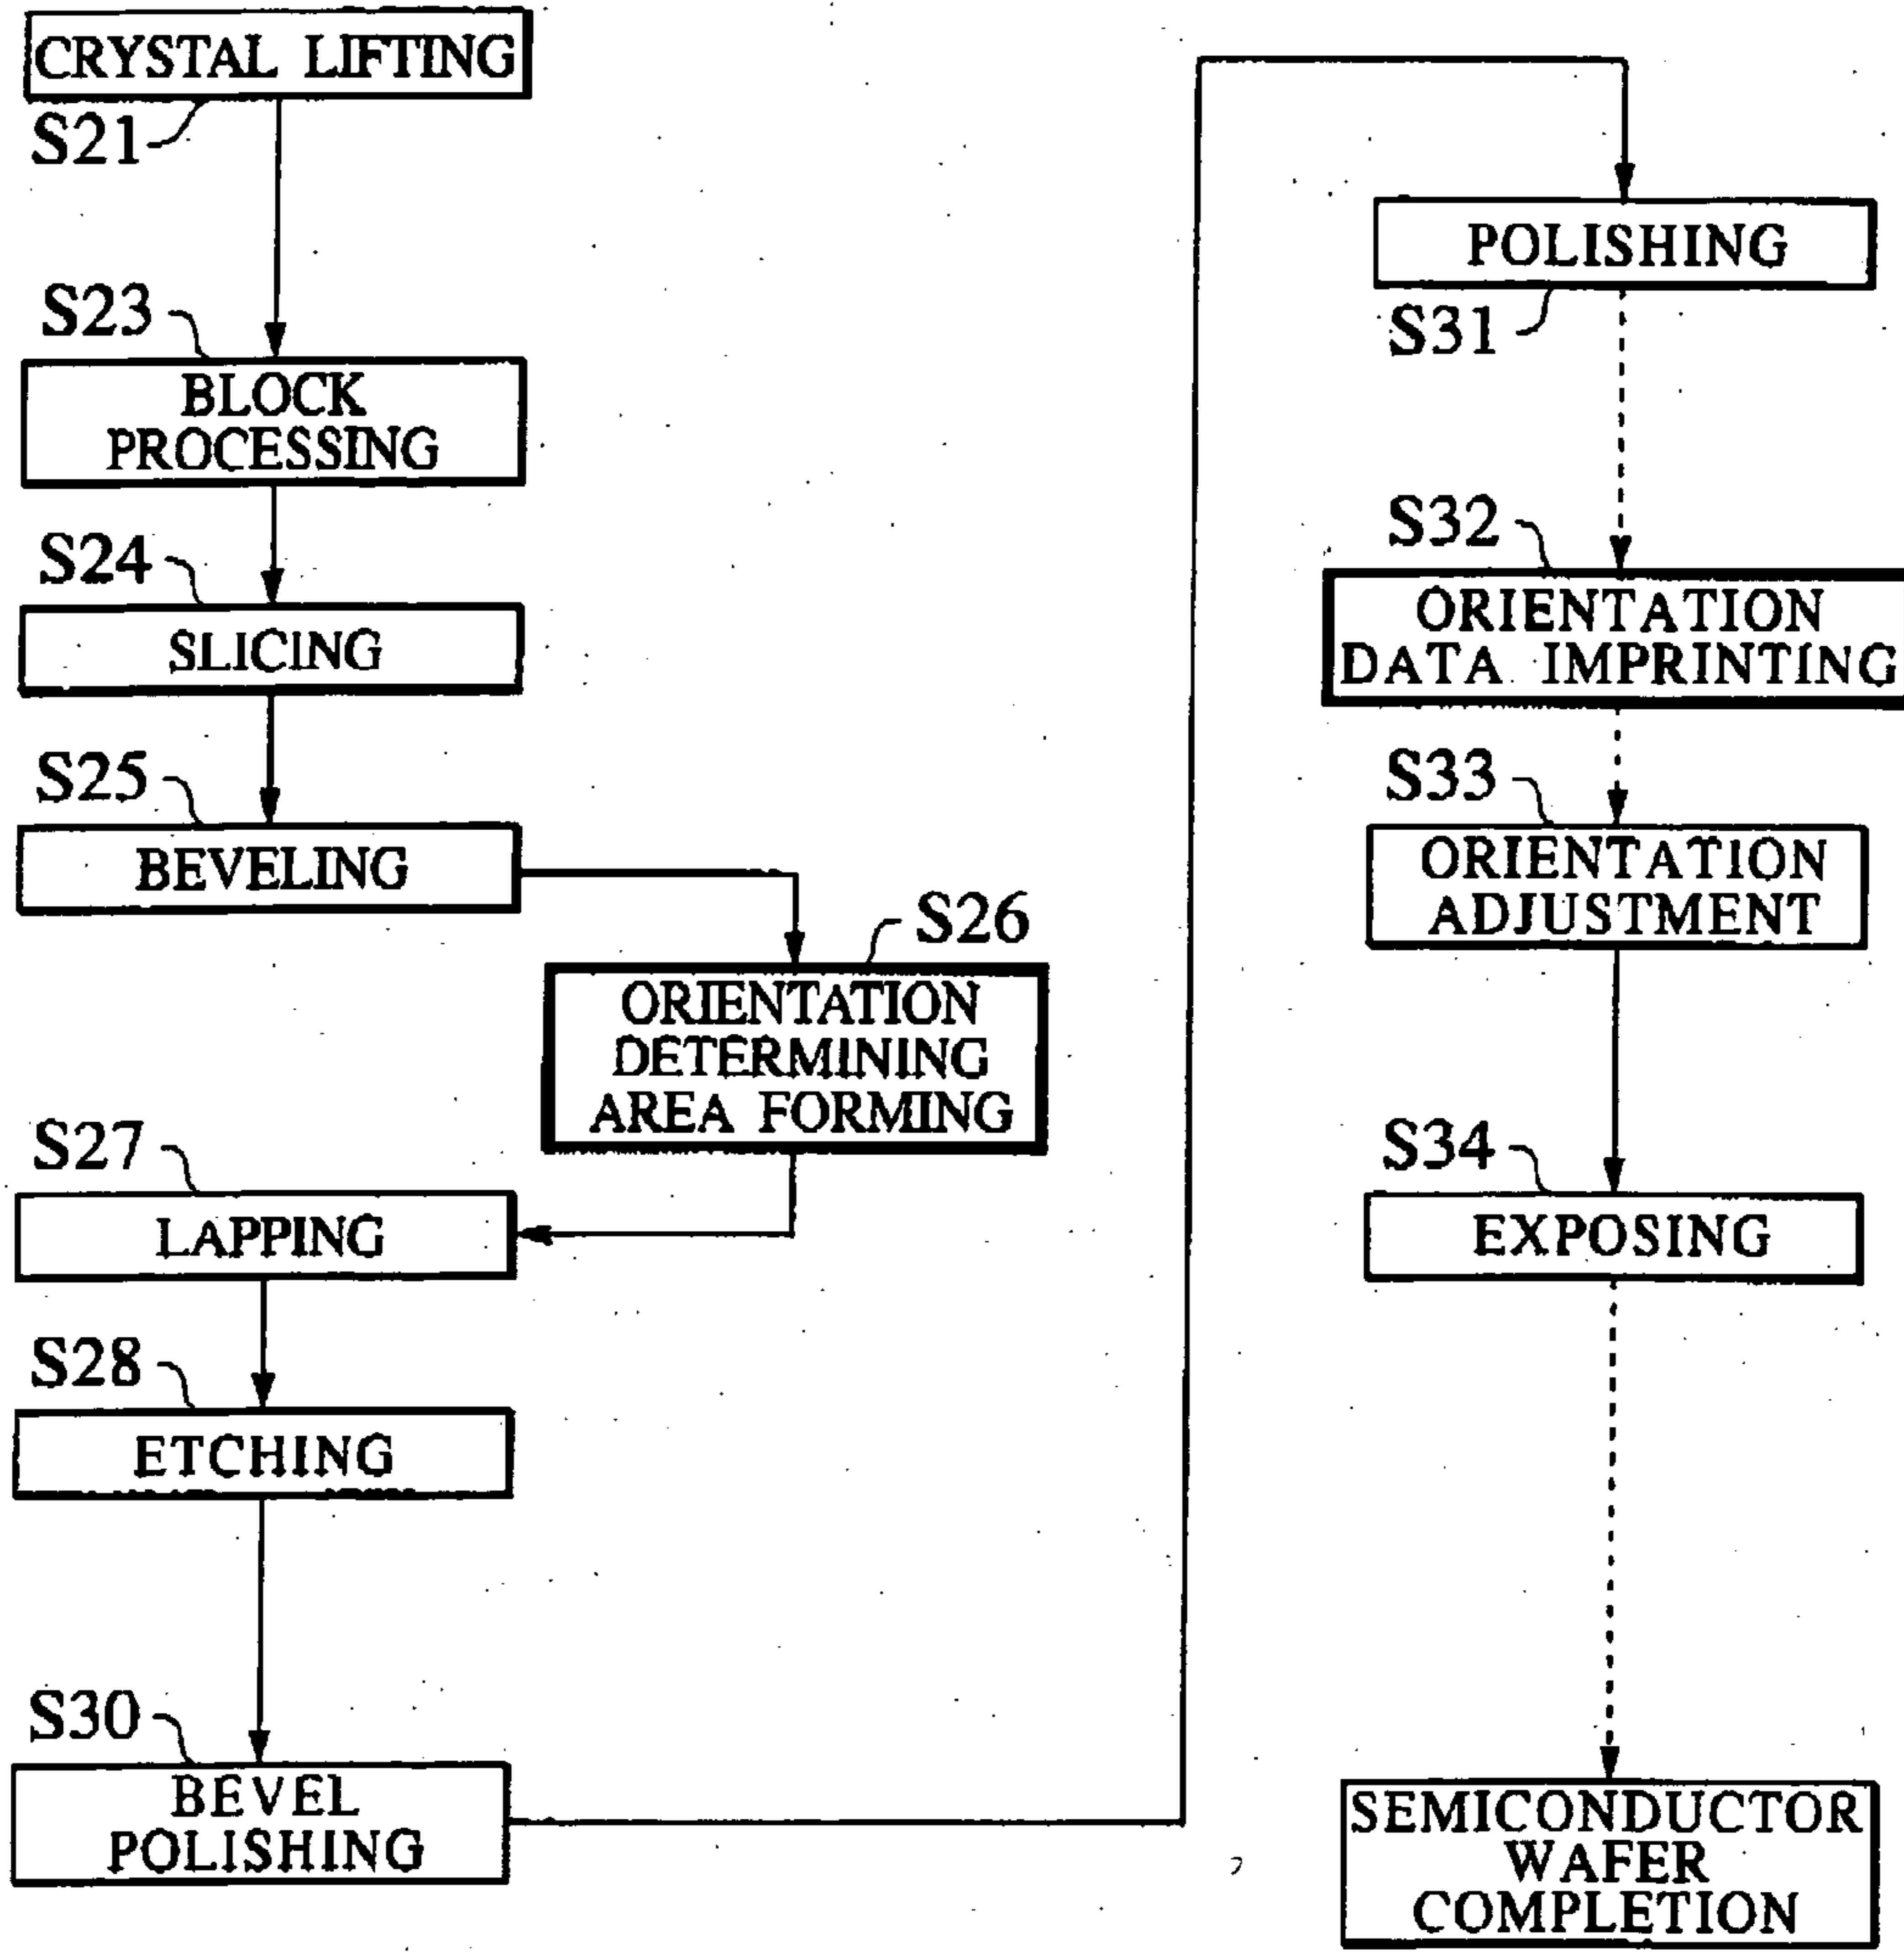 CRYSTAL LIFTING
S21
S23
BLOCK
PROCESSING
S24
SLICING
S25
BEVELING
S26
ORIENTATION
DETERMINING
AREA FORMING
S27
LAPPING
S28
ETCHING
S30
BEVEL
POLISHING
POLISHING
S31
S32
ORIENTATION
DATA IMPRINTING
S33
ORIENTATION
ADJUSTMENT
S34
EXPOSING
SEMICONDUCTOR
WAFER
COMPLETION